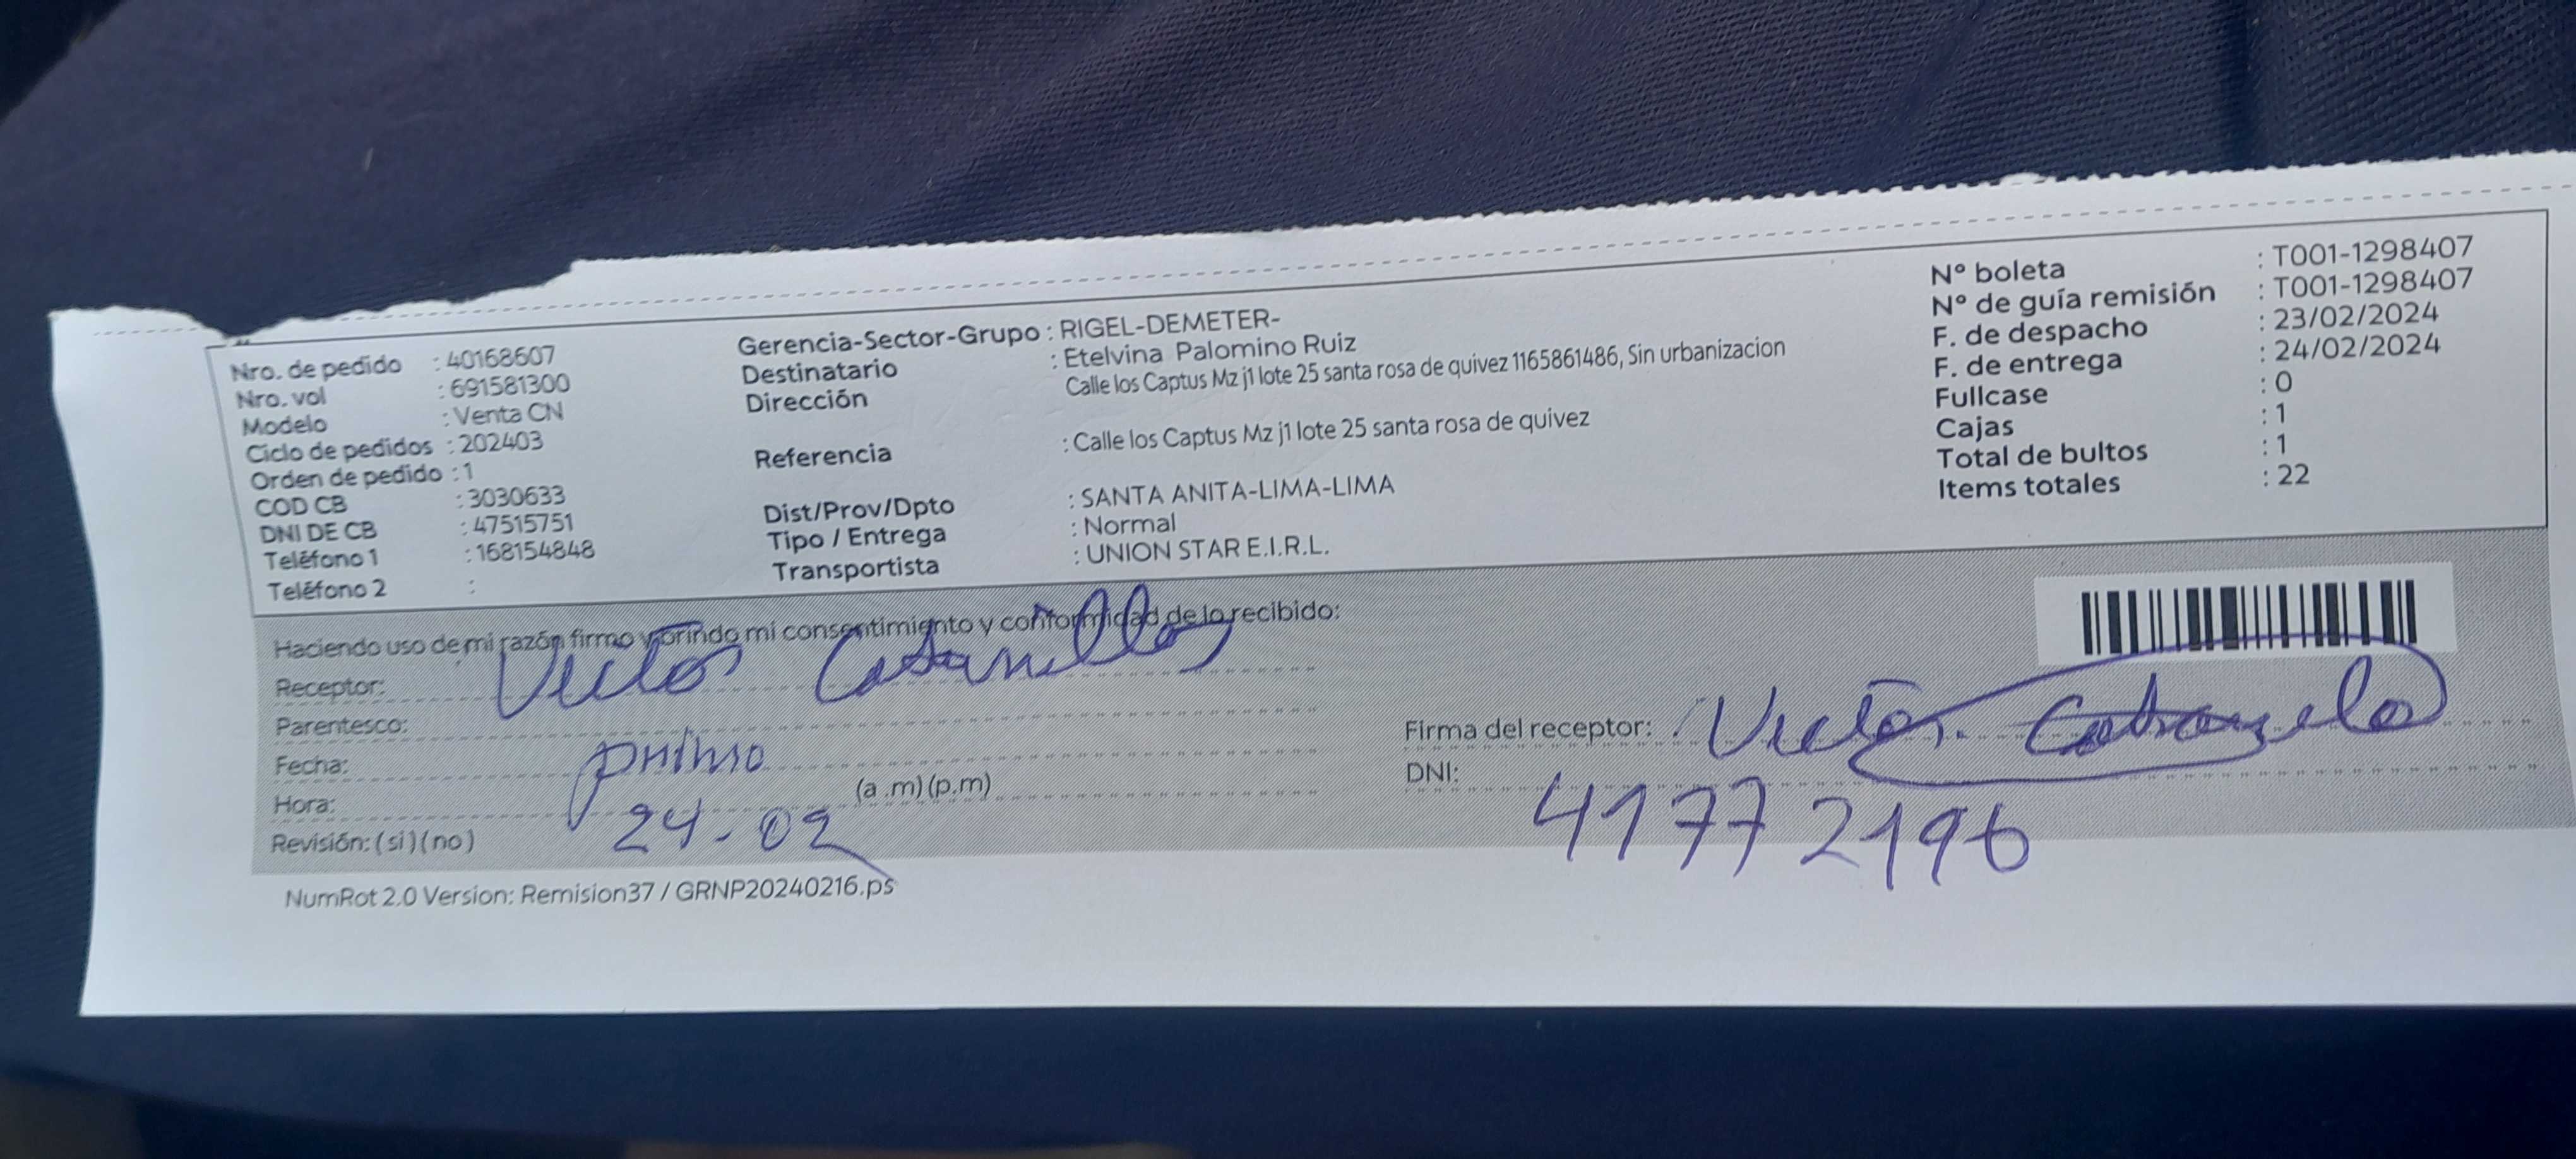 Nro. de pedido : 40168607
Nro. vol : 691581300
Modelo : Venta CN
Ciclo de pedidos : 202403
Orden de pedido : 1
COD CB : 3030633
DNI DE CB : 47515751
Teléfono 1 : 168154848
Teléfono 2 :
Gerencia-Sector-Grupo : RIGEL-DEMETER-
Destinatario : Etelvina Palomino Ruiz
Dirección Calle los Captus Mz j1 lote 25 santa rosa de quivez 1165861486, Sin urbanizacion
Referencia : Calle los Captus Mz j1 lote 25 santa rosa de quivez
Dist/Prov/Dpto : SANTA ANITA-LIMA-LIMA
Tipo / Entrega : Normal
Transportista : UNION STAR E.I.R.L.
N° boleta : T001-1298407
N° de guía remisión : T001-1298407
F. de despacho : 23/02/2024
F. de entrega : 24/02/2024
Fullcase : 0
Cajas : 1
Total de bultos : 1
Items totales : 22
Haciendo uso de mi razón firmo y brindo mi consentimiento y conformidad de lo recibido:
Receptor: Victor
Parentesco:
Fecha: primo
Hora: (a .m) (p.m)
24-02
Revisión: ( si ) ( no )
Firma del receptor: Victor
DNI:
41772196
NumRot 2.0 Version: Remision37 / GRNP20240216.ps